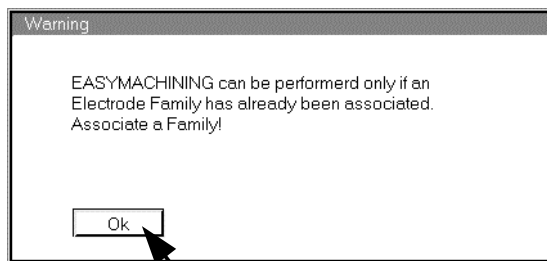 Warning
EASYMACHINING can be performerd only if an
Electrode Family has already been associated.
Associate a Family!
Ok